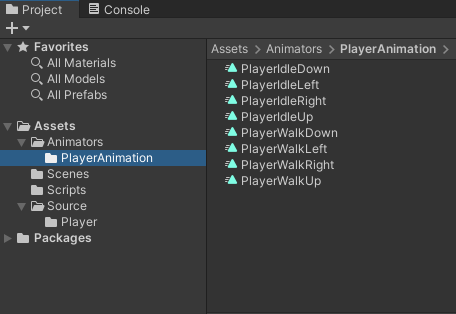 Project
Console
Favorites
All Materials
All Models
All Prefabs
Assets
Animators
PlayerAnimation
Scenes
Scripts
Source
Player
Packages
Assets > Animators > PlayerAnimation >
PlayerIdleDown
PlayerIdleLeft
PlayerIdleRight
PlayerIdleUp
PlayerWalkDown
PlayerWalkLeft
PlayerWalkRight
PlayerWalkUp